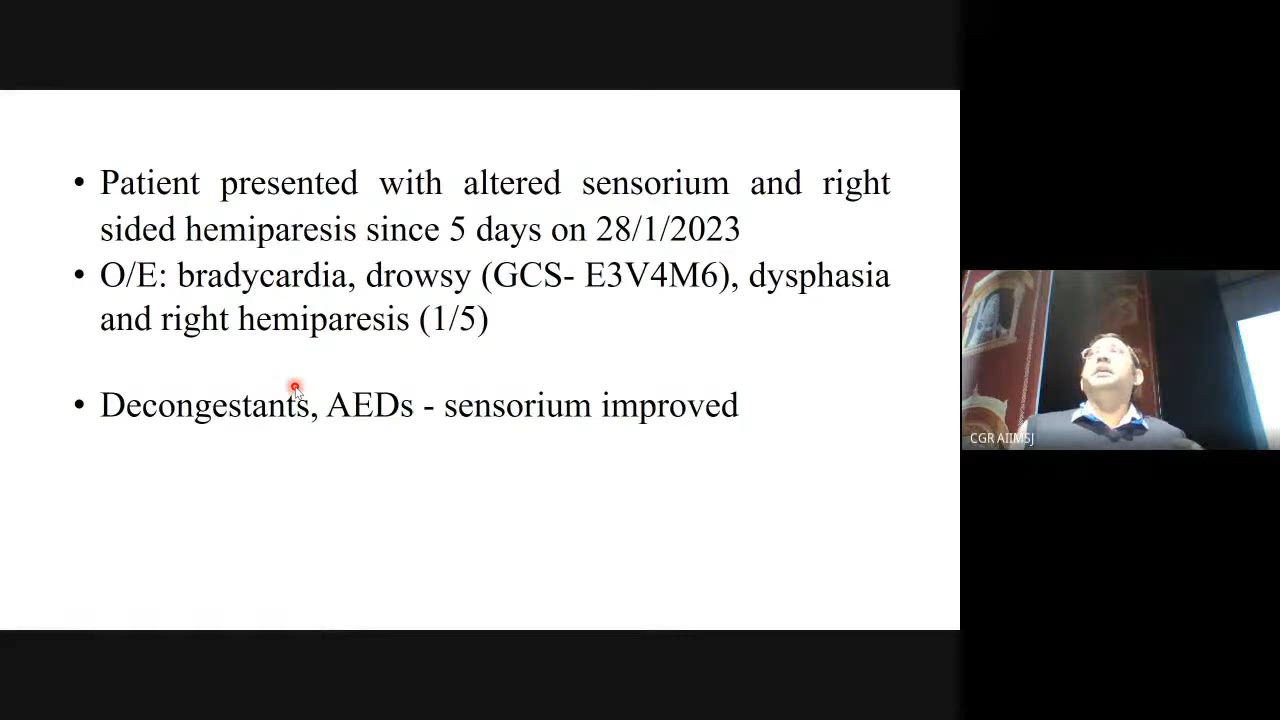 • Patient presented with altered sensorium and right
sided hemiparesis since 5 days on 28/1/2023
• O/E: bradycardia, drowsy (GCS- E3V4M6), dysphasia
and right hemiparesis (1/5)
• Decongestants, AEDs - sensorium improved
CGR AIIMSJ